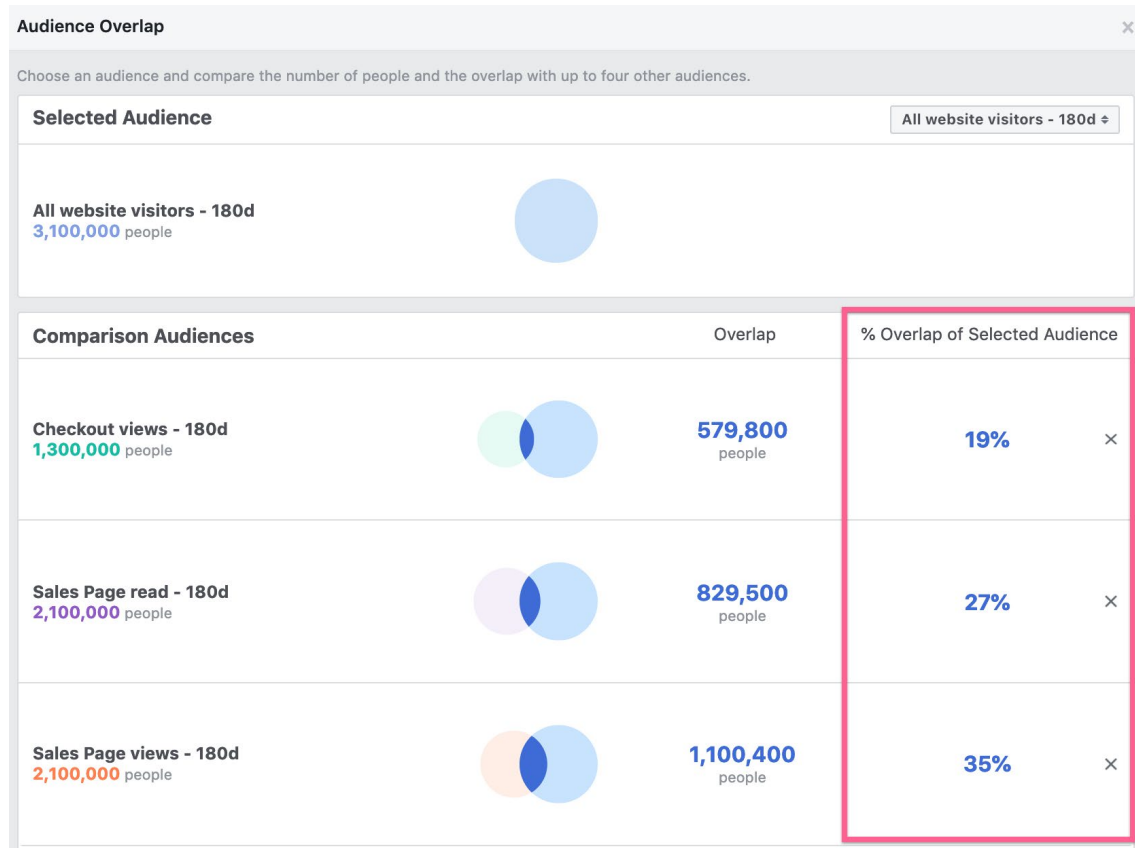 Audience Overlap ×
Choose an audience and compare the number of people and the overlap with up to four other audiences.
Selected Audience All website visitors - 180d
All website visitors - 180d
3,100,000 people
Comparison Audiences Overlap % Overlap of Selected Audience
Checkout views - 180d
1,300,000 people
579,800
people
19% ×
Sales Page read - 180d
2,100,000 people
829,500
people
27% ×
Sales Page views - 180d
2,100,000 people
1,100,400
people
35% ×